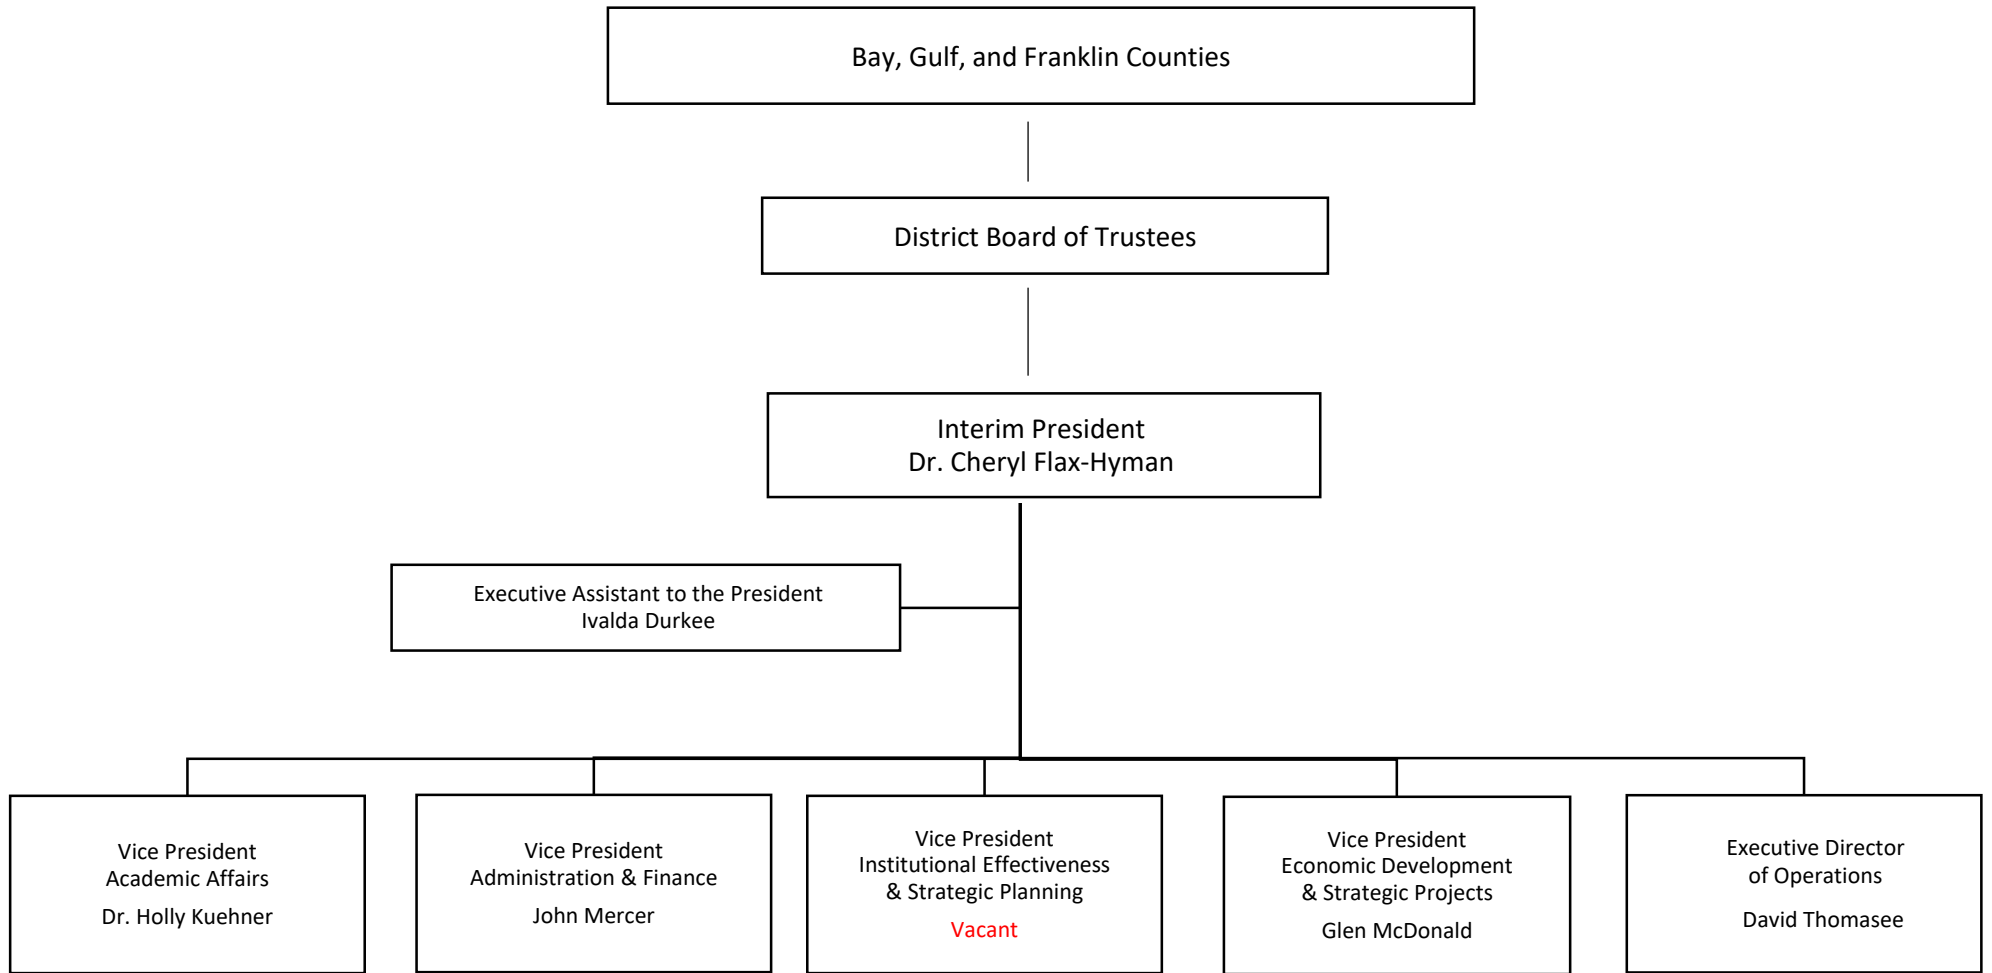 Bay, Gulf, and Franklin Counties
District Board of Trustees
Interim President
Dr. Cheryl Flax-Hyman
Executive Assistant to the President
Ivalda Durkee
Vice President
Academic Affairs
Dr. Holly Kuehner
Vice President
Administration & Finance
John Mercer
Vice President
Institutional Effectiveness
& Strategic Planning
Vacant
Vice President
Economic Development
& Strategic Projects
Glen McDonald
Executive Director
of Operations
David Thomasee